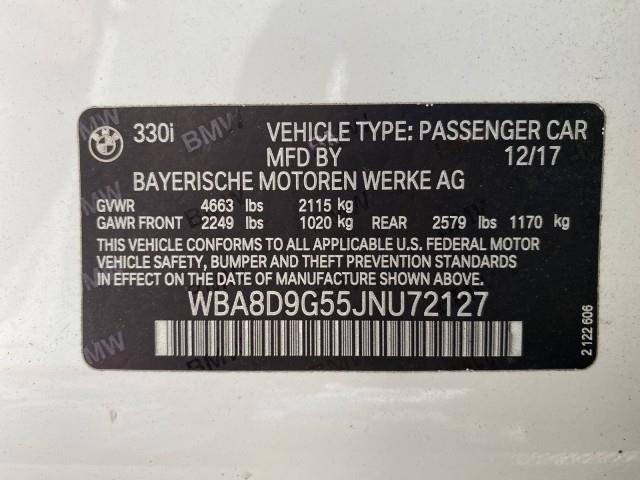 330i VEHICLE TYPE: PASSENGER CAR
MFD BY 12/17
BAYERISCHE MOTOREN WERKE AG
GVWR 4663 lbs 2115 kg
GAWR FRONT 2249 lbs 1020 kg REAR 2579 lbs 1170 kg
THIS VEHICLE CONFORMS TO ALL APPLICABLE U.S. FEDERAL MOTOR
VEHICLE SAFETY, BUMPER AND THEFT PREVENTION STANDARDS
IN EFFECT ON THE DATE OF MANUFACTURE SHOWN ABOVE.
WBA8D9G55JNU72127
2 122 606